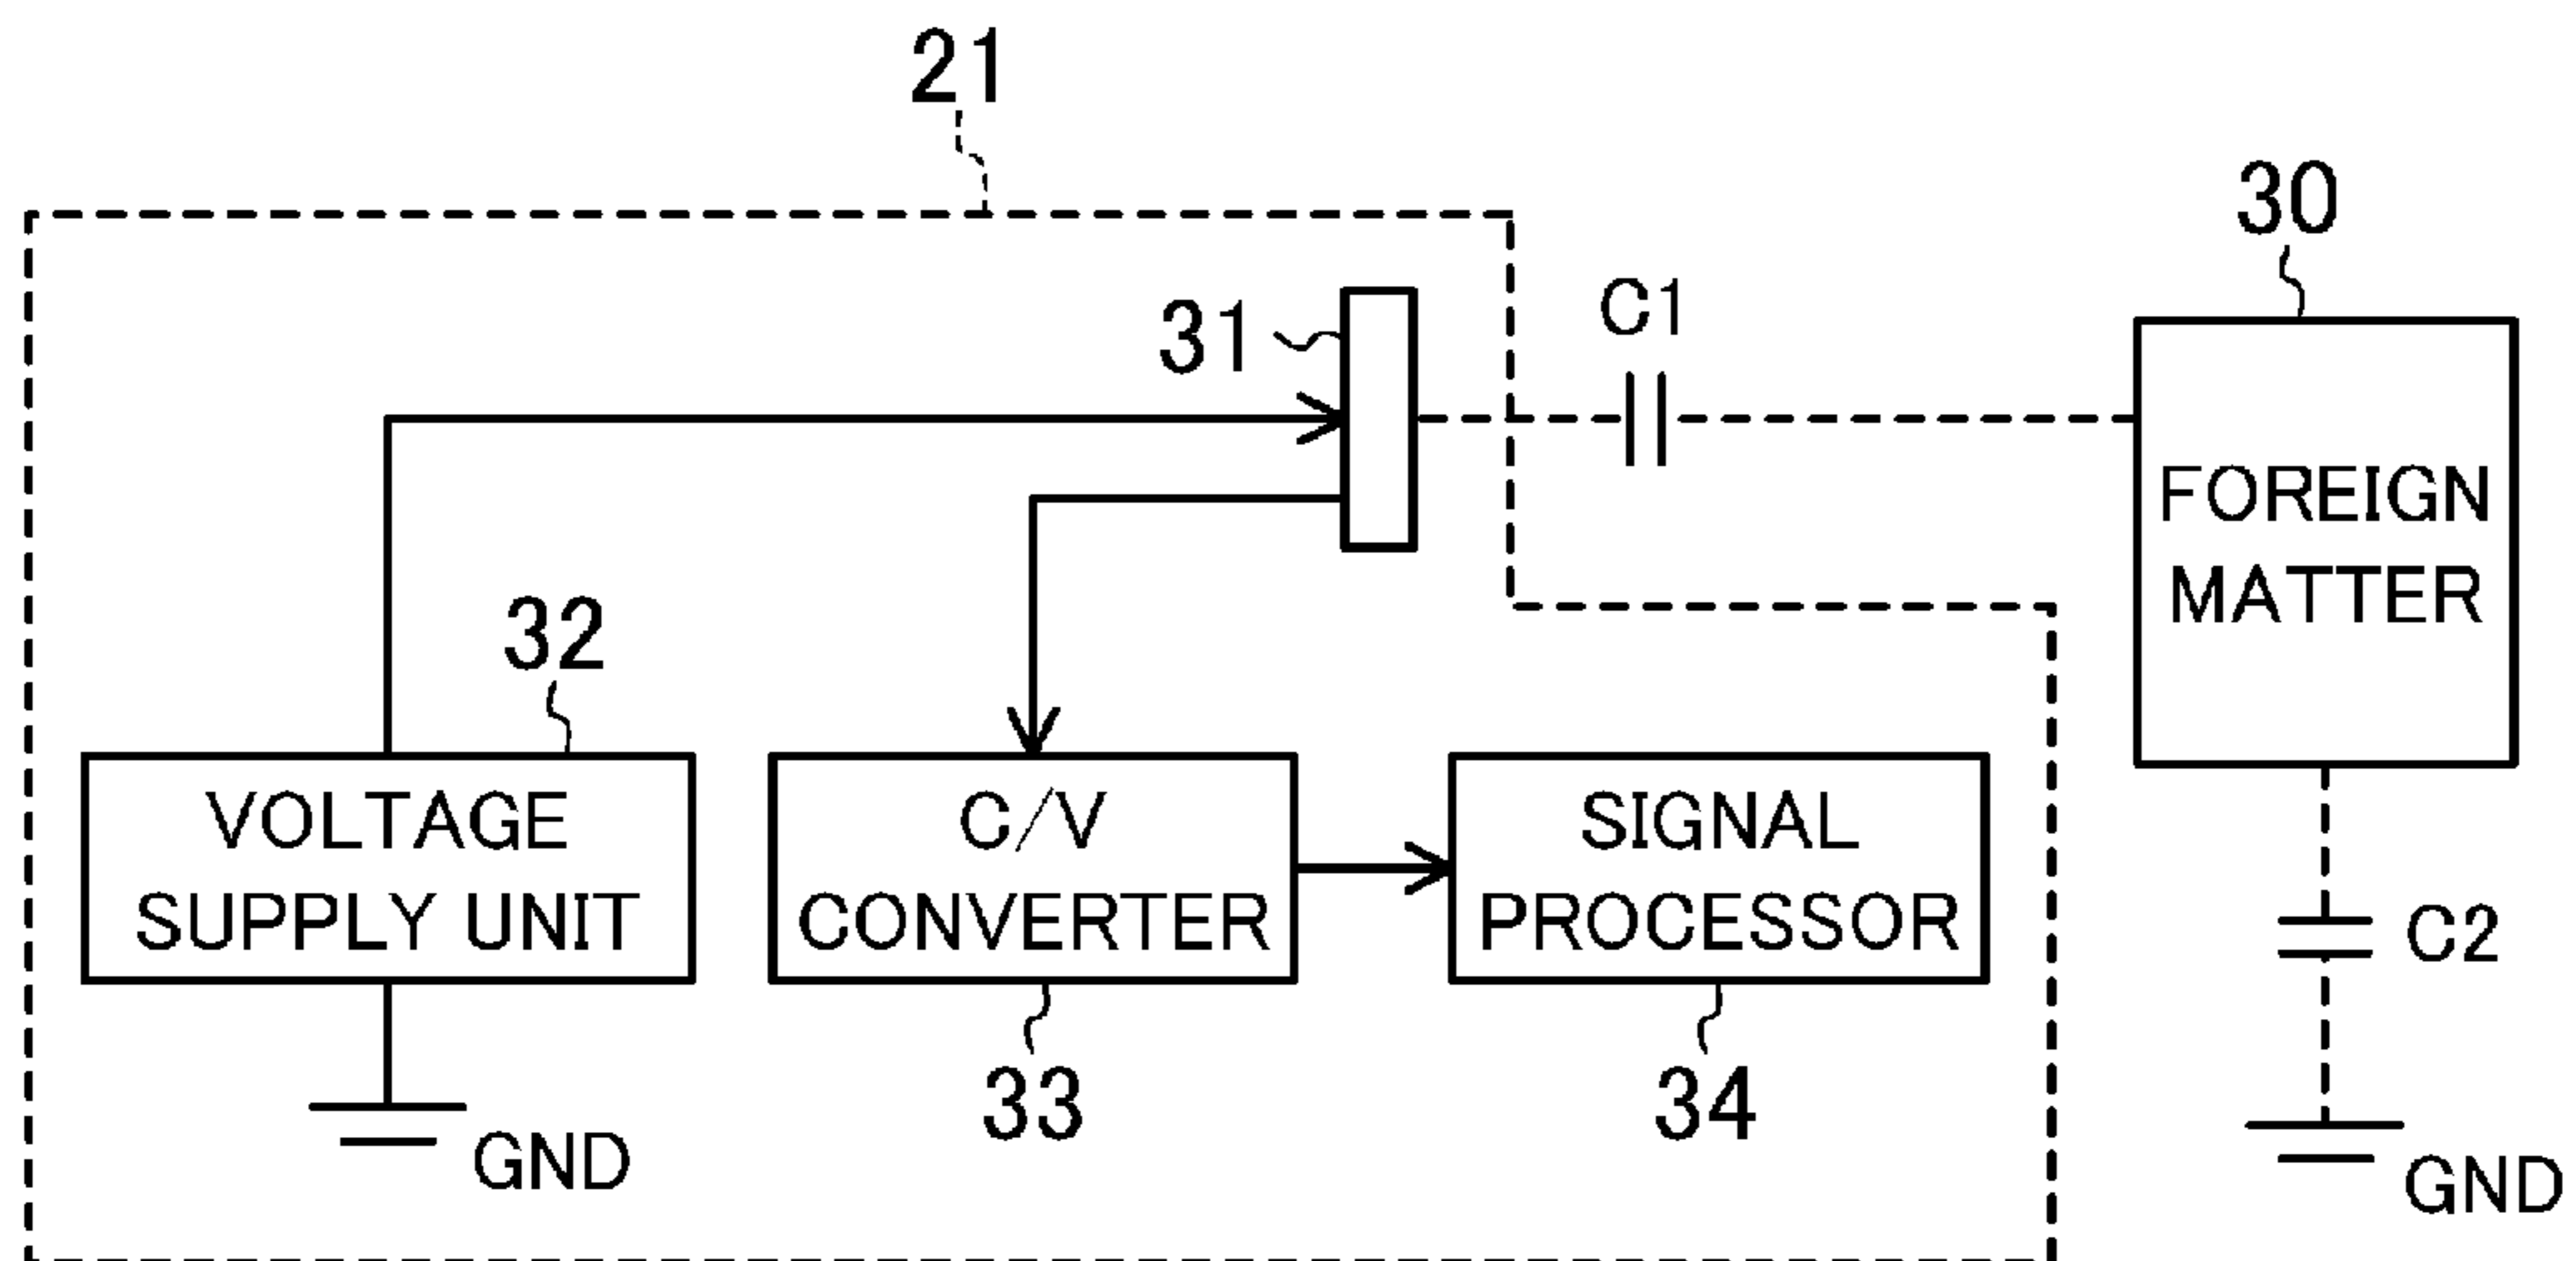 21
30
31
C1
FOREIGN
MATTER
32
VOLTAGE
SUPPLY UNIT
C/V
CONVERTER
SIGNAL
PROCESSOR
C2
33
34
GND
GND